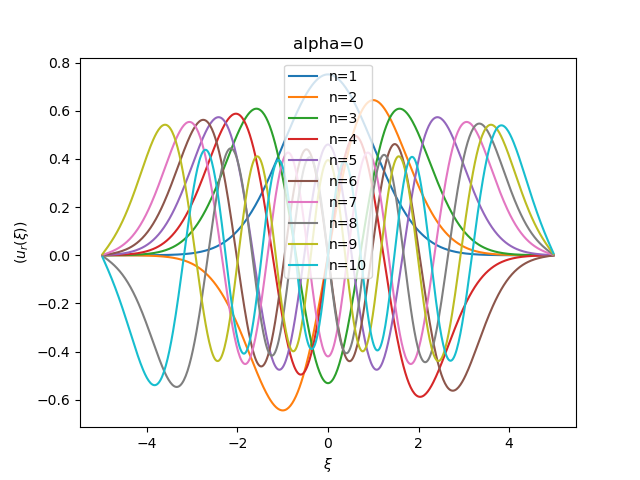 alpha=0
0.8
0.6
0.4
0.2
0.0
−0.2
−0.4
−0.6
(u_r(ξ))
n=1
n=2
n=3
n=4
n=5
n=6
n=7
n=8
n=9
n=10
−4
−2
0
2
4
ξ